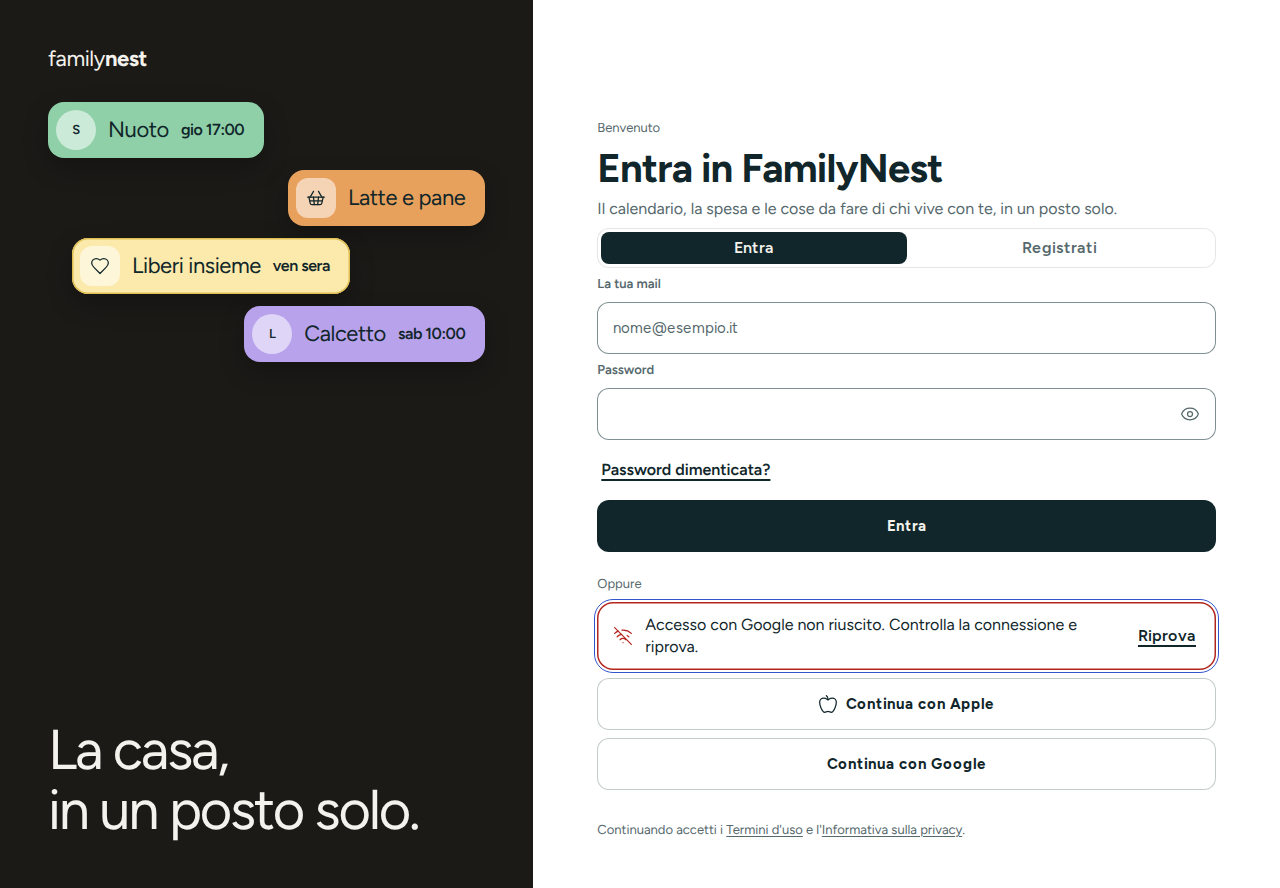 familynest
S Nuoto gio 17:00
Latte e pane
Liberi insieme ven sera
L Calcetto sab 10:00
La casa,
in un posto solo.
Benvenuto
Entra in FamilyNest
Il calendario, la spesa e le cose da fare di chi vive con te, in un posto solo.
Entra Registrati
La tua mail
nome@esempio.it
Password
Password dimenticata?
Entra
Oppure
Accesso con Google non riuscito. Controlla la connessione e
riprova.
Riprova
Continua con Apple
Continua con Google
Continuando accetti i Termini d'uso e l'Informativa sulla privacy.